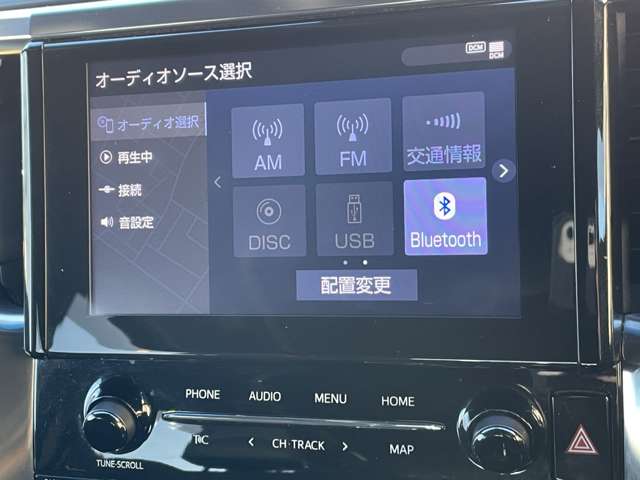 DCM
DCM
オーディオソース選択
オーディオ選択
再生中
接続
音設定
AM
FM
交通情報
DISC
USB
Bluetooth
配置変更
PHONE AUDIO MENU HOME
CH·TRACK MAP
TUNE·SCROLL